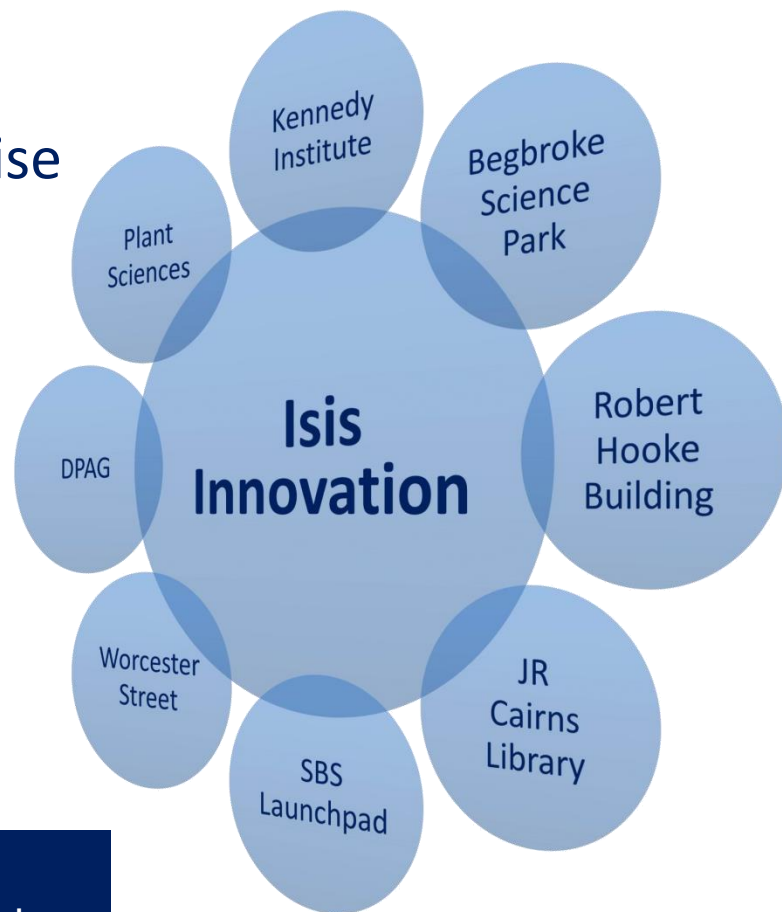 ise
Kennedy
Institute
Begbroke
Science
Park
Plant
Sciences
Isis
Innovation
Robert
Hooke
Building
DPAG
Worcester
Street
JR
Cairns
Library
SBS
Launchpad